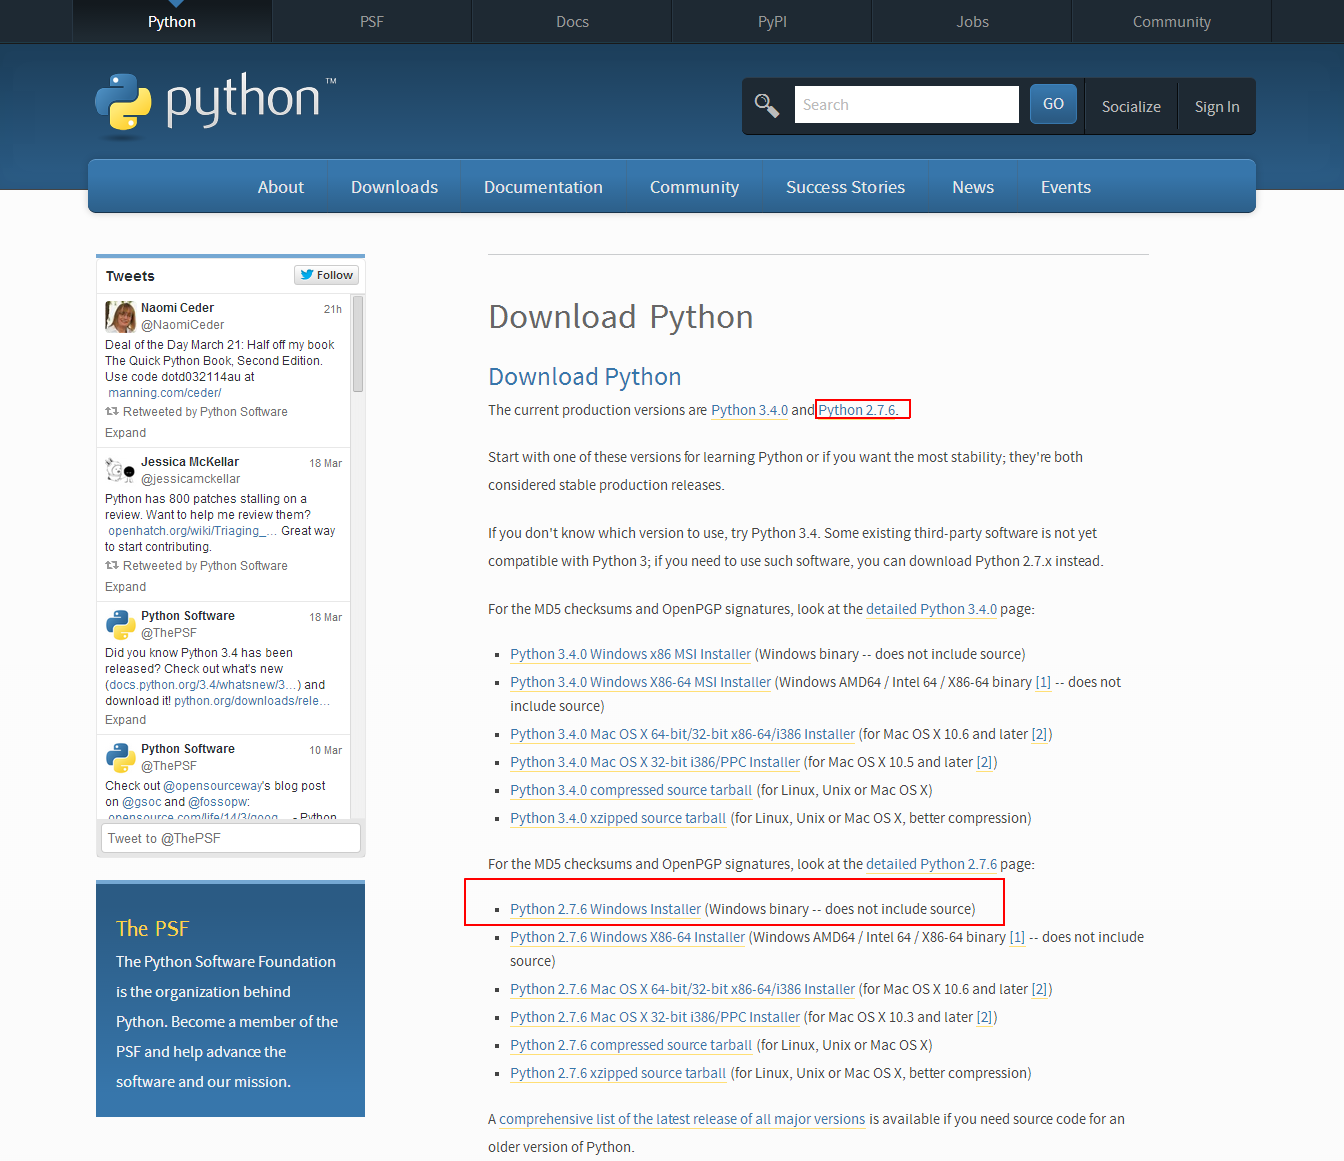 Python
PSF
Docs
PyPI
Jobs
Community
python™
Search
GO
Socialize
Sign In
About
Downloads
Documentation
Community
Success Stories
News
Events
Tweets
Follow
Naomi Ceder
21h
@NaomiCeder
Deal of the Day March 21: Half off my book
The Quick Python Book, Second Edition.
Use code dotd032114au at
manning.com/ceder/
Retweeted by Python Software
Expand
Jessica McKellar
18 Mar
@jessicamckellar
Python has 800 patches stalling on a
review. Want to help me review them?
openhatch.org/wiki/Triaging_… Great way
to start contributing.
Retweeted by Python Software
Expand
Python Software
18 Mar
@ThePSF
Did you know Python 3.4 has been
released? Check out what's new
(docs.python.org/3.4/whatsnew/3…) and
download it! python.org/downloads/rele…
Expand
Python Software
10 Mar
@ThePSF
Check out @opensourceway's blog post
on @gsoc and @fossopw:
opensource.com/life/14/3/goog… - Python
Tweet to @ThePSF
The PSF
The Python Software Foundation
is the organization behind
Python. Become a member of the
PSF and help advance the
software and our mission.
Download Python
Download Python
The current production versions are Python 3.4.0 and Python 2.7.6.
Start with one of these versions for learning Python or if you want the most stability; they're both
considered stable production releases.
If you don't know which version to use, try Python 3.4. Some existing third-party software is not yet
compatible with Python 3; if you need to use such software, you can download Python 2.7.x instead.
For the MD5 checksums and OpenPGP signatures, look at the detailed Python 3.4.0 page:
Python 3.4.0 Windows x86 MSI Installer (Windows binary -- does not include source)
Python 3.4.0 Windows X86-64 MSI Installer (Windows AMD64 / Intel 64 / X86-64 binary [1] -- does not
include source)
Python 3.4.0 Mac OS X 64-bit/32-bit x86-64/i386 Installer (for Mac OS X 10.6 and later [2])
Python 3.4.0 Mac OS X 32-bit i386/PPC Installer (for Mac OS X 10.5 and later [2])
Python 3.4.0 compressed source tarball (for Linux, Unix or Mac OS X)
Python 3.4.0 xzipped source tarball (for Linux, Unix or Mac OS X, better compression)
For the MD5 checksums and OpenPGP signatures, look at the detailed Python 2.7.6 page:
Python 2.7.6 Windows Installer (Windows binary -- does not include source)
Python 2.7.6 Windows X86-64 Installer (Windows AMD64 / Intel 64 / X86-64 binary [1] -- does not include
source)
Python 2.7.6 Mac OS X 64-bit/32-bit x86-64/i386 Installer (for Mac OS X 10.6 and later [2])
Python 2.7.6 Mac OS X 32-bit i386/PPC Installer (for Mac OS X 10.3 and later [2])
Python 2.7.6 compressed source tarball (for Linux, Unix or Mac OS X)
Python 2.7.6 xzipped source tarball (for Linux, Unix or Mac OS X, better compression)
A comprehensive list of the latest release of all major versions is available if you need source code for an
older version of Python.